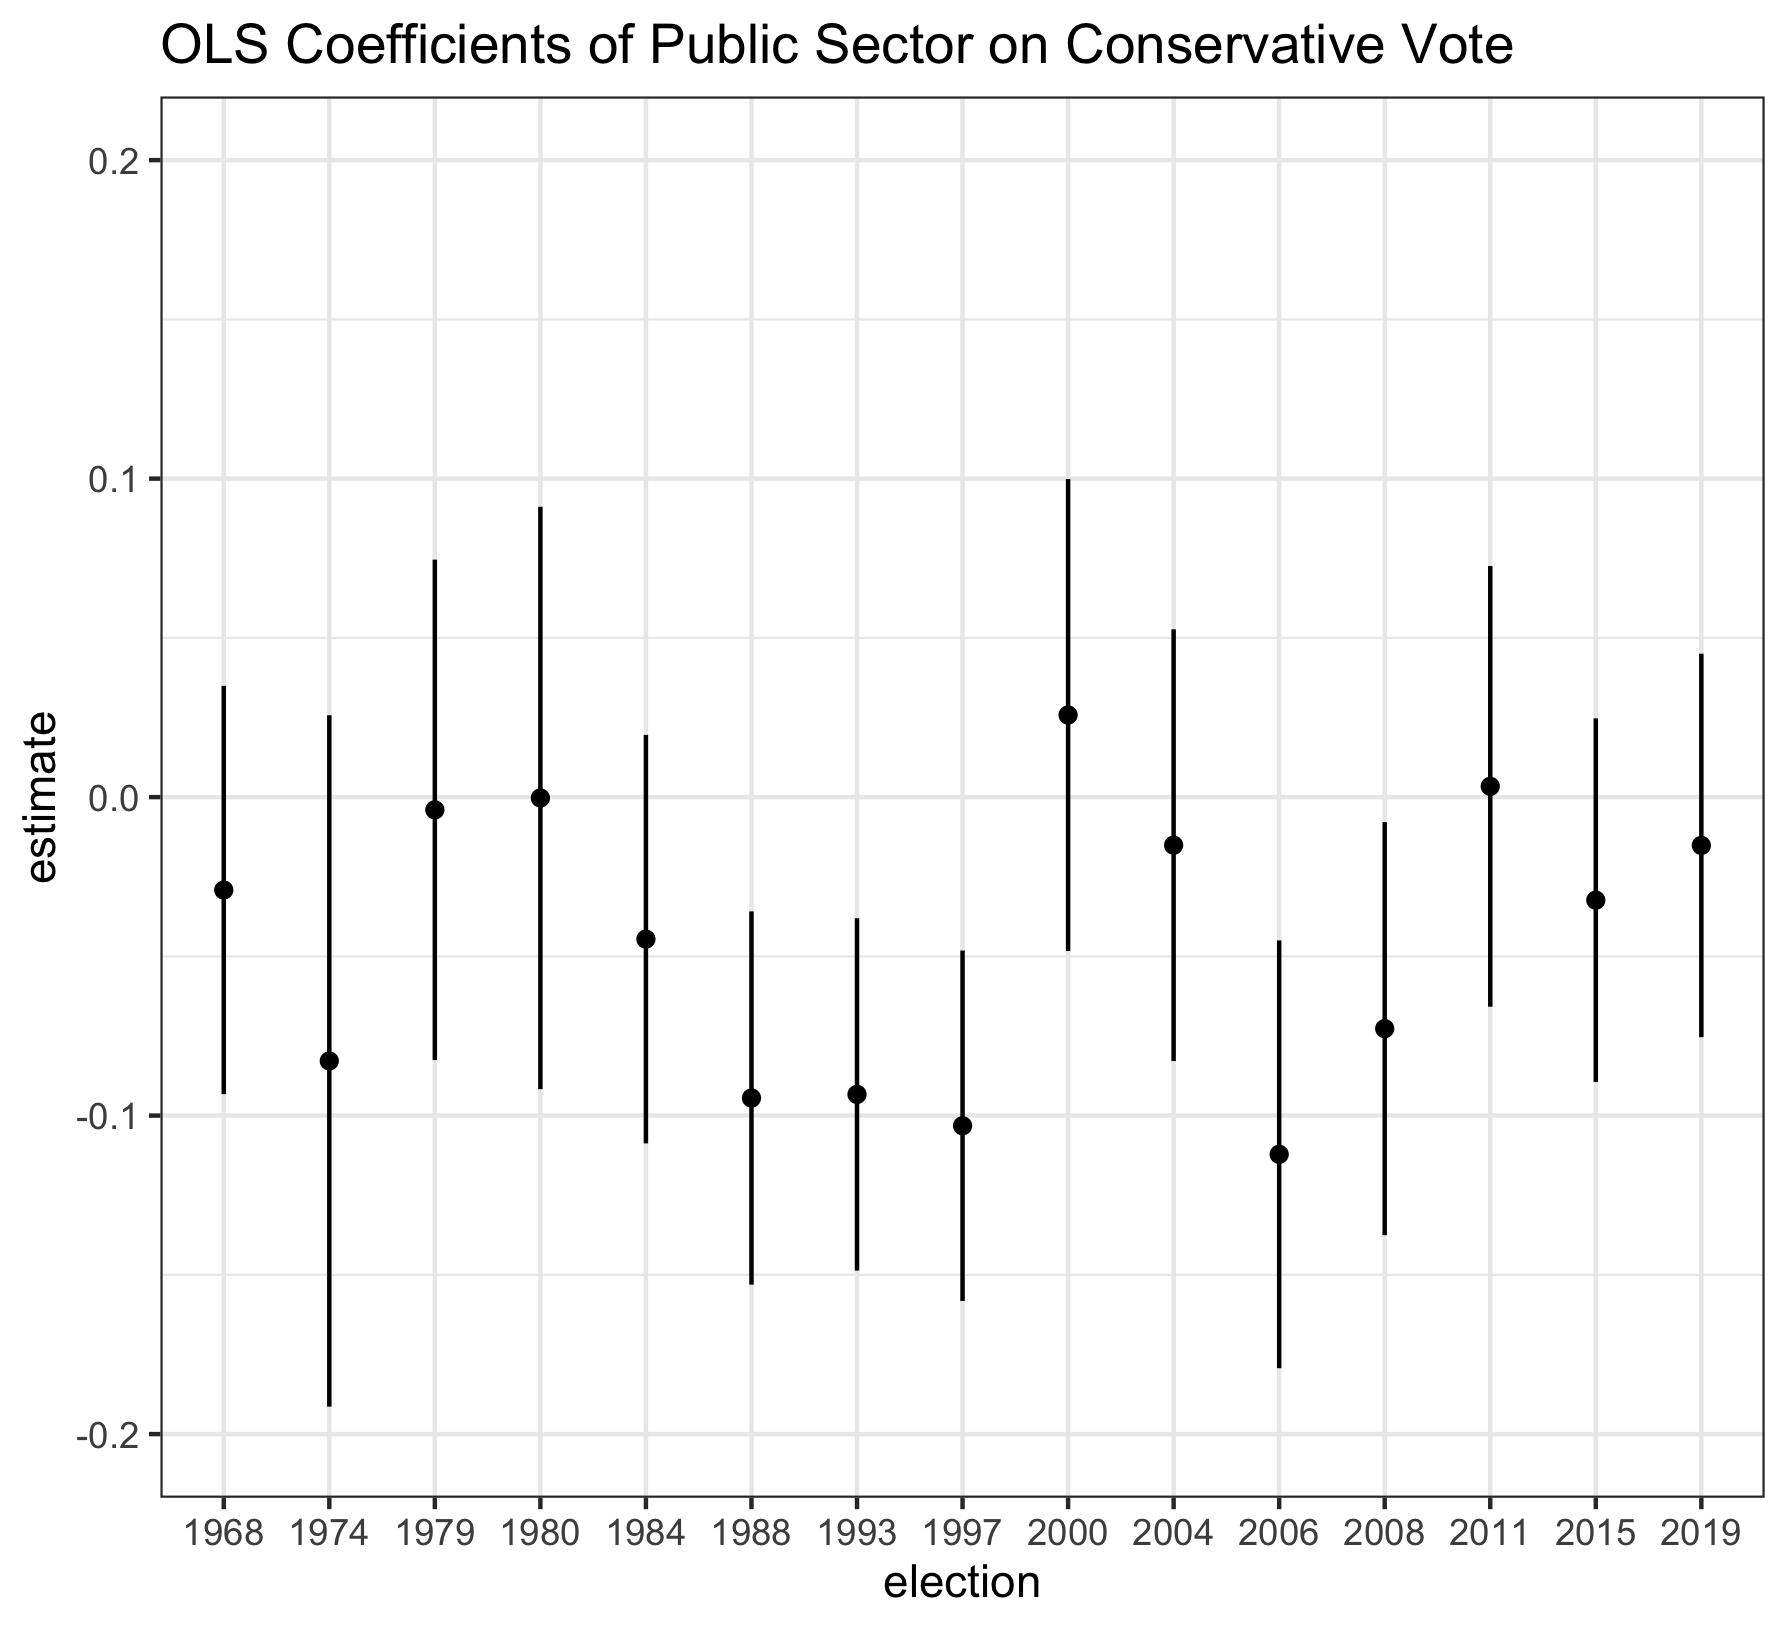 OLS Coefficients of Public Sector on Conservative Vote
0.2
0.1
0.0
-0.1
-0.2
estimate
1968 1974 1979 1980 1984 1988 1993 1997 2000 2004 2006 2008 2011 2015 2019
election